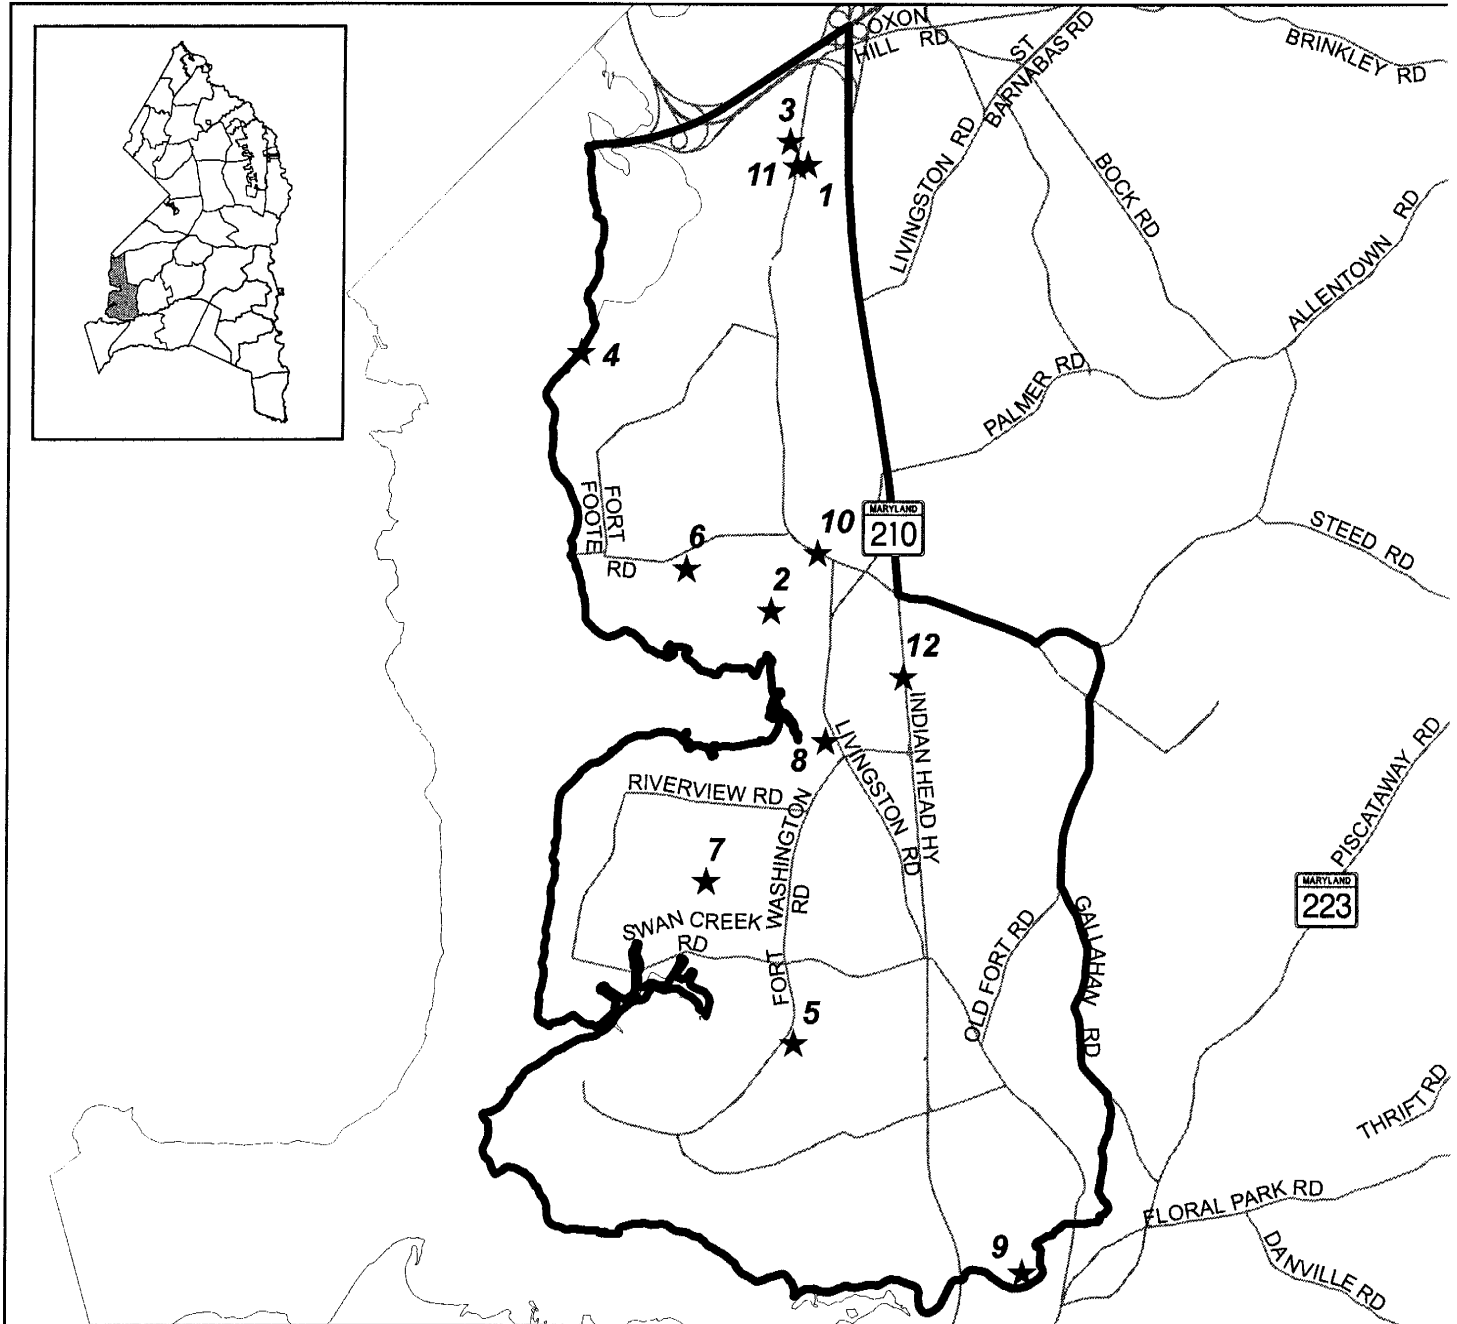 OXON
HILL RD
ST
BARNABAS RD
BRINKLEY RD
3
11
1
LIVINGSTON RD
BOCK RD
ALLENTOWN RD
4
PALMER RD
FORT
FOOTE
RD
6
10
MARYLAND
210
2
STEED RD
12
8
LIVINGSTON RD
INDIAN HEAD HY
RIVERVIEW RD
FORT WASHINGTON
RD
7
SWAN CREEK
RD
PISCATAWAY RD
MARYLAND
223
OLD FORT RD
GALLAHAN RD
5
THRIFT RD
FLORAL PARK RD
9
DANVILLE RD